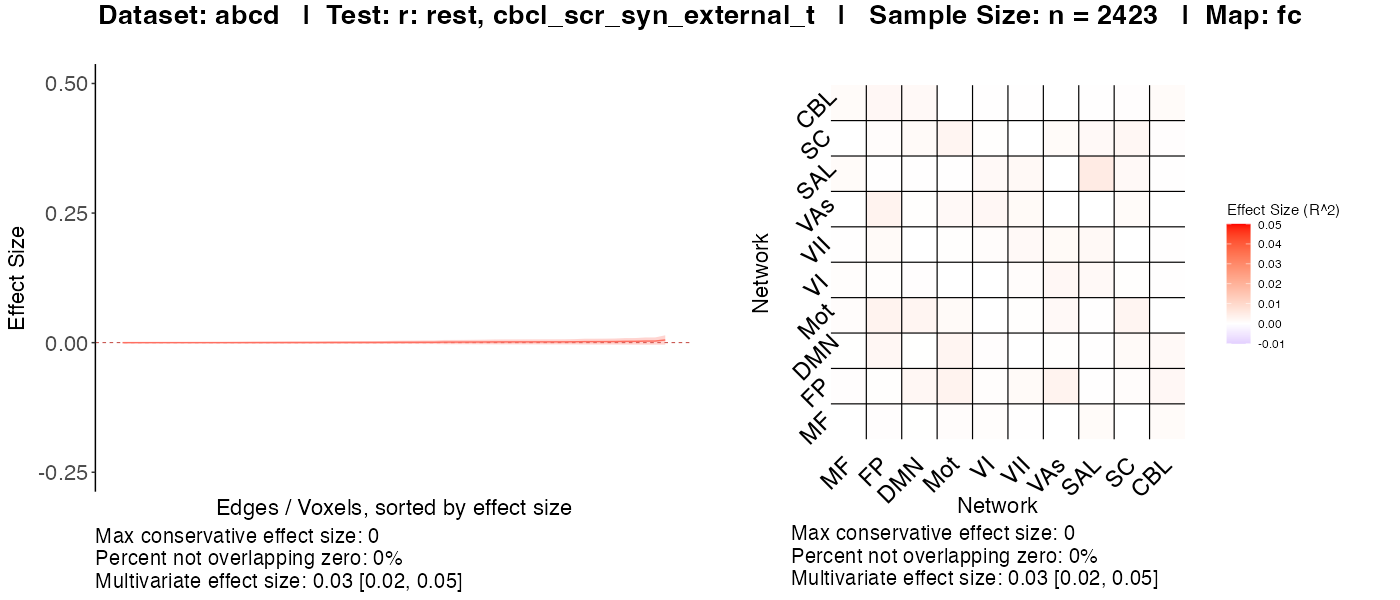 Dataset: abcd | Test: r: rest, cbcl_scr_syn_external_t | Sample Size: n = 2423 | Map: fc
Effect Size
0.50
0.25
0.00
-0.25
Edges / Voxels, sorted by effect size
Max conservative effect size: 0
Percent not overlapping zero: 0%
Multivariate effect size: 0.03 [0.02, 0.05]
Network
CBL
SC
SAL
VAs
VII
VI
Mot
DMN
FP
MF
MF
FP
DMN
Mot
VI
VII
VAs
SAL
SC
CBL
Network
Max conservative effect size: 0
Percent not overlapping zero: 0%
Multivariate effect size: 0.03 [0.02, 0.05]
Effect Size (R^2)
0.05
0.04
0.03
0.02
0.01
0.00
-0.01